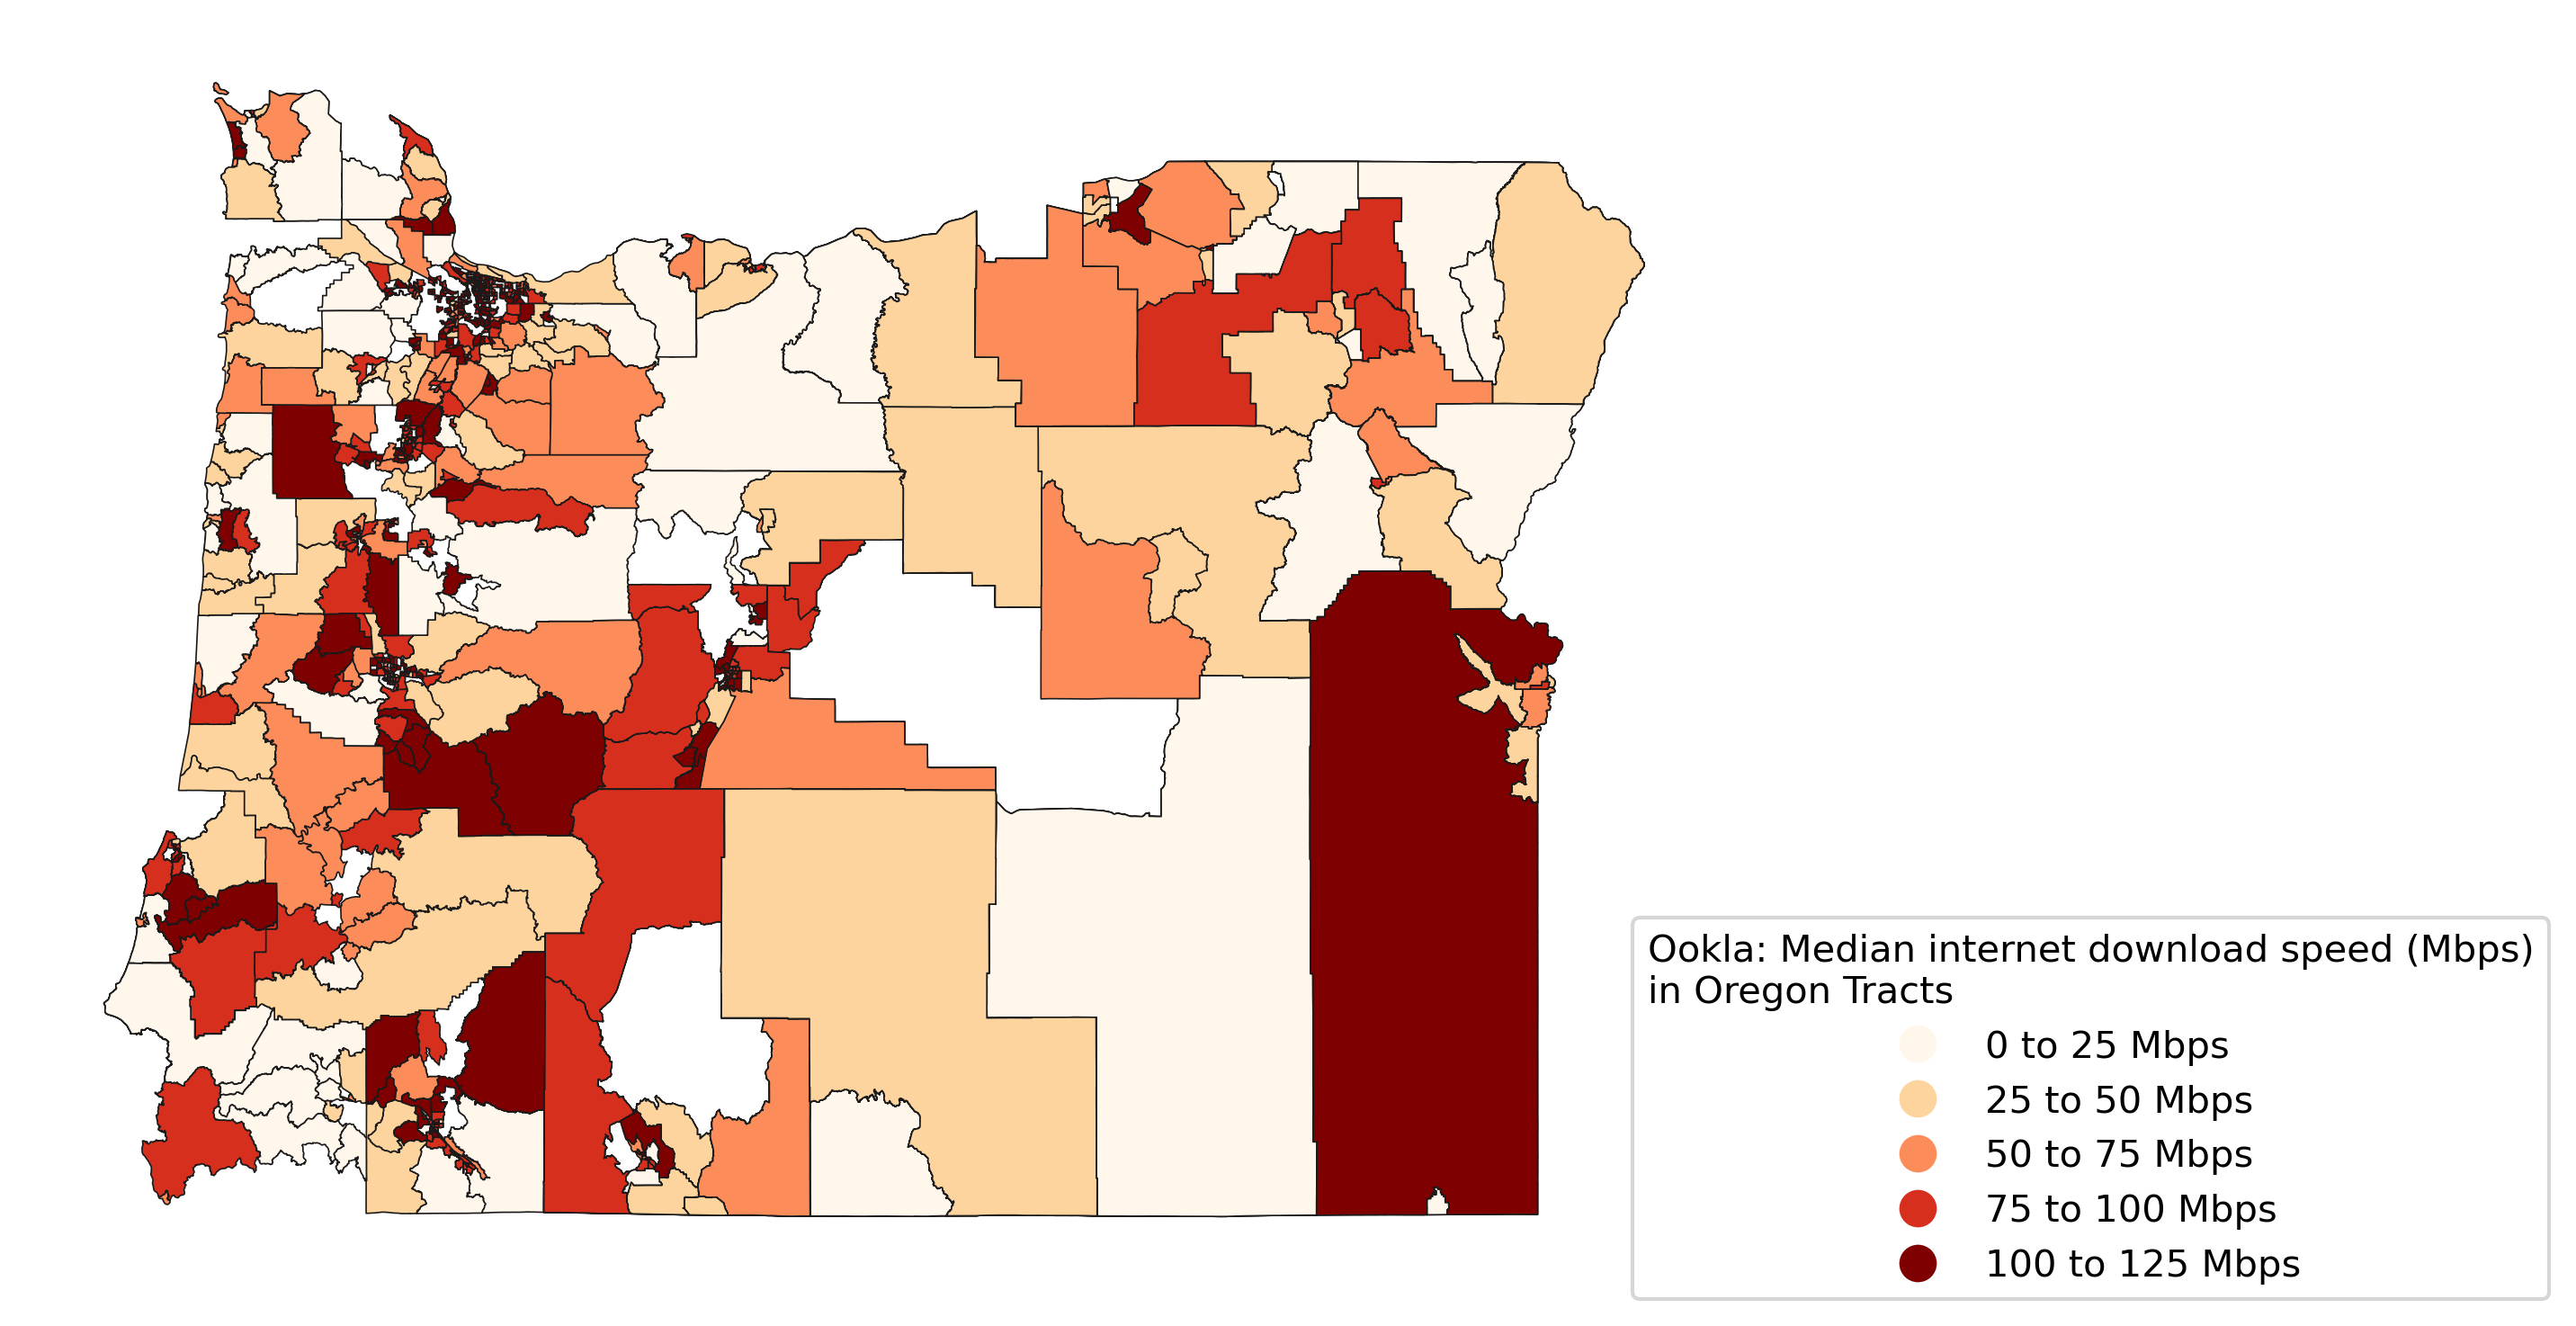 Ookla: Median internet download speed (Mbps)
in Oregon Tracts
0 to 25 Mbps
25 to 50 Mbps
50 to 75 Mbps
75 to 100 Mbps
100 to 125 Mbps